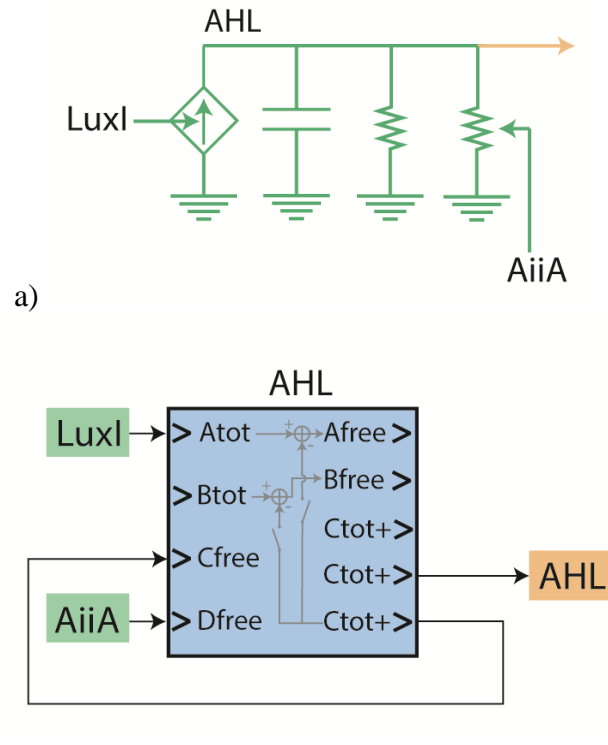 AHL
LuxI
AiiA
a)
AHL
LuxI
> Atot
+
-
Afree >
> Btot
+
-
Bfree >
Ctot+ >
> Cfree
Ctot+ >
AHL
AiiA
> Dfree
Ctot+ >